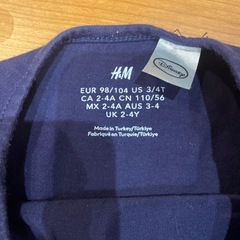 H&M
EUR 98/104 US 3/4T
CA 2-4A CN 110/56
MX 2-4A AUS 3-4
UK 2-4Y
Made in Turkey/Türkiye
Fabriqué en Turquie/Türkiye
Disney